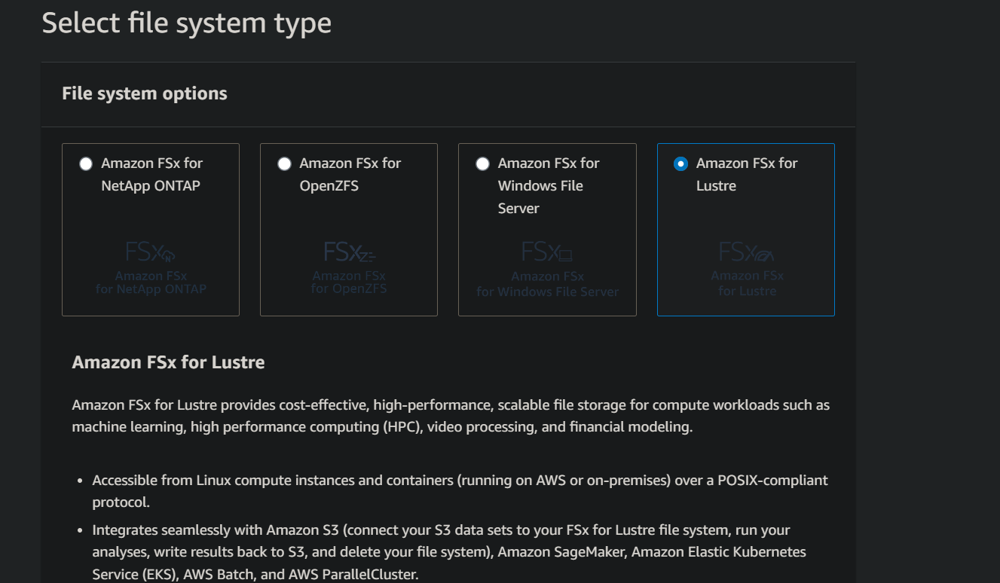 Select file system type
File system options
Amazon FSx for
NetApp ONTAP
FSx N
Amazon FSx
for NetApp ONTAP
Amazon FSx for
OpenZFS
FSxZ
Amazon FSx
for OpenZFS
Amazon FSx for
Windows File
Server
FSx
Amazon FSx
for Windows File Server
Amazon FSx for
Lustre
FSx
Amazon FSx
for Lustre
Amazon FSx for Lustre
Amazon FSx for Lustre provides cost-effective, high-performance, scalable file storage for compute workloads such as
machine learning, high performance computing (HPC), video processing, and financial modeling.
• Accessible from Linux compute instances and containers (running on AWS or on-premises) over a POSIX-compliant
protocol.
• Integrates seamlessly with Amazon S3 (connect your S3 data sets to your FSx for Lustre file system, run your
analyses, write results back to S3, and delete your file system), Amazon SageMaker, Amazon Elastic Kubernetes
Service (EKS), AWS Batch, and AWS ParallelCluster.